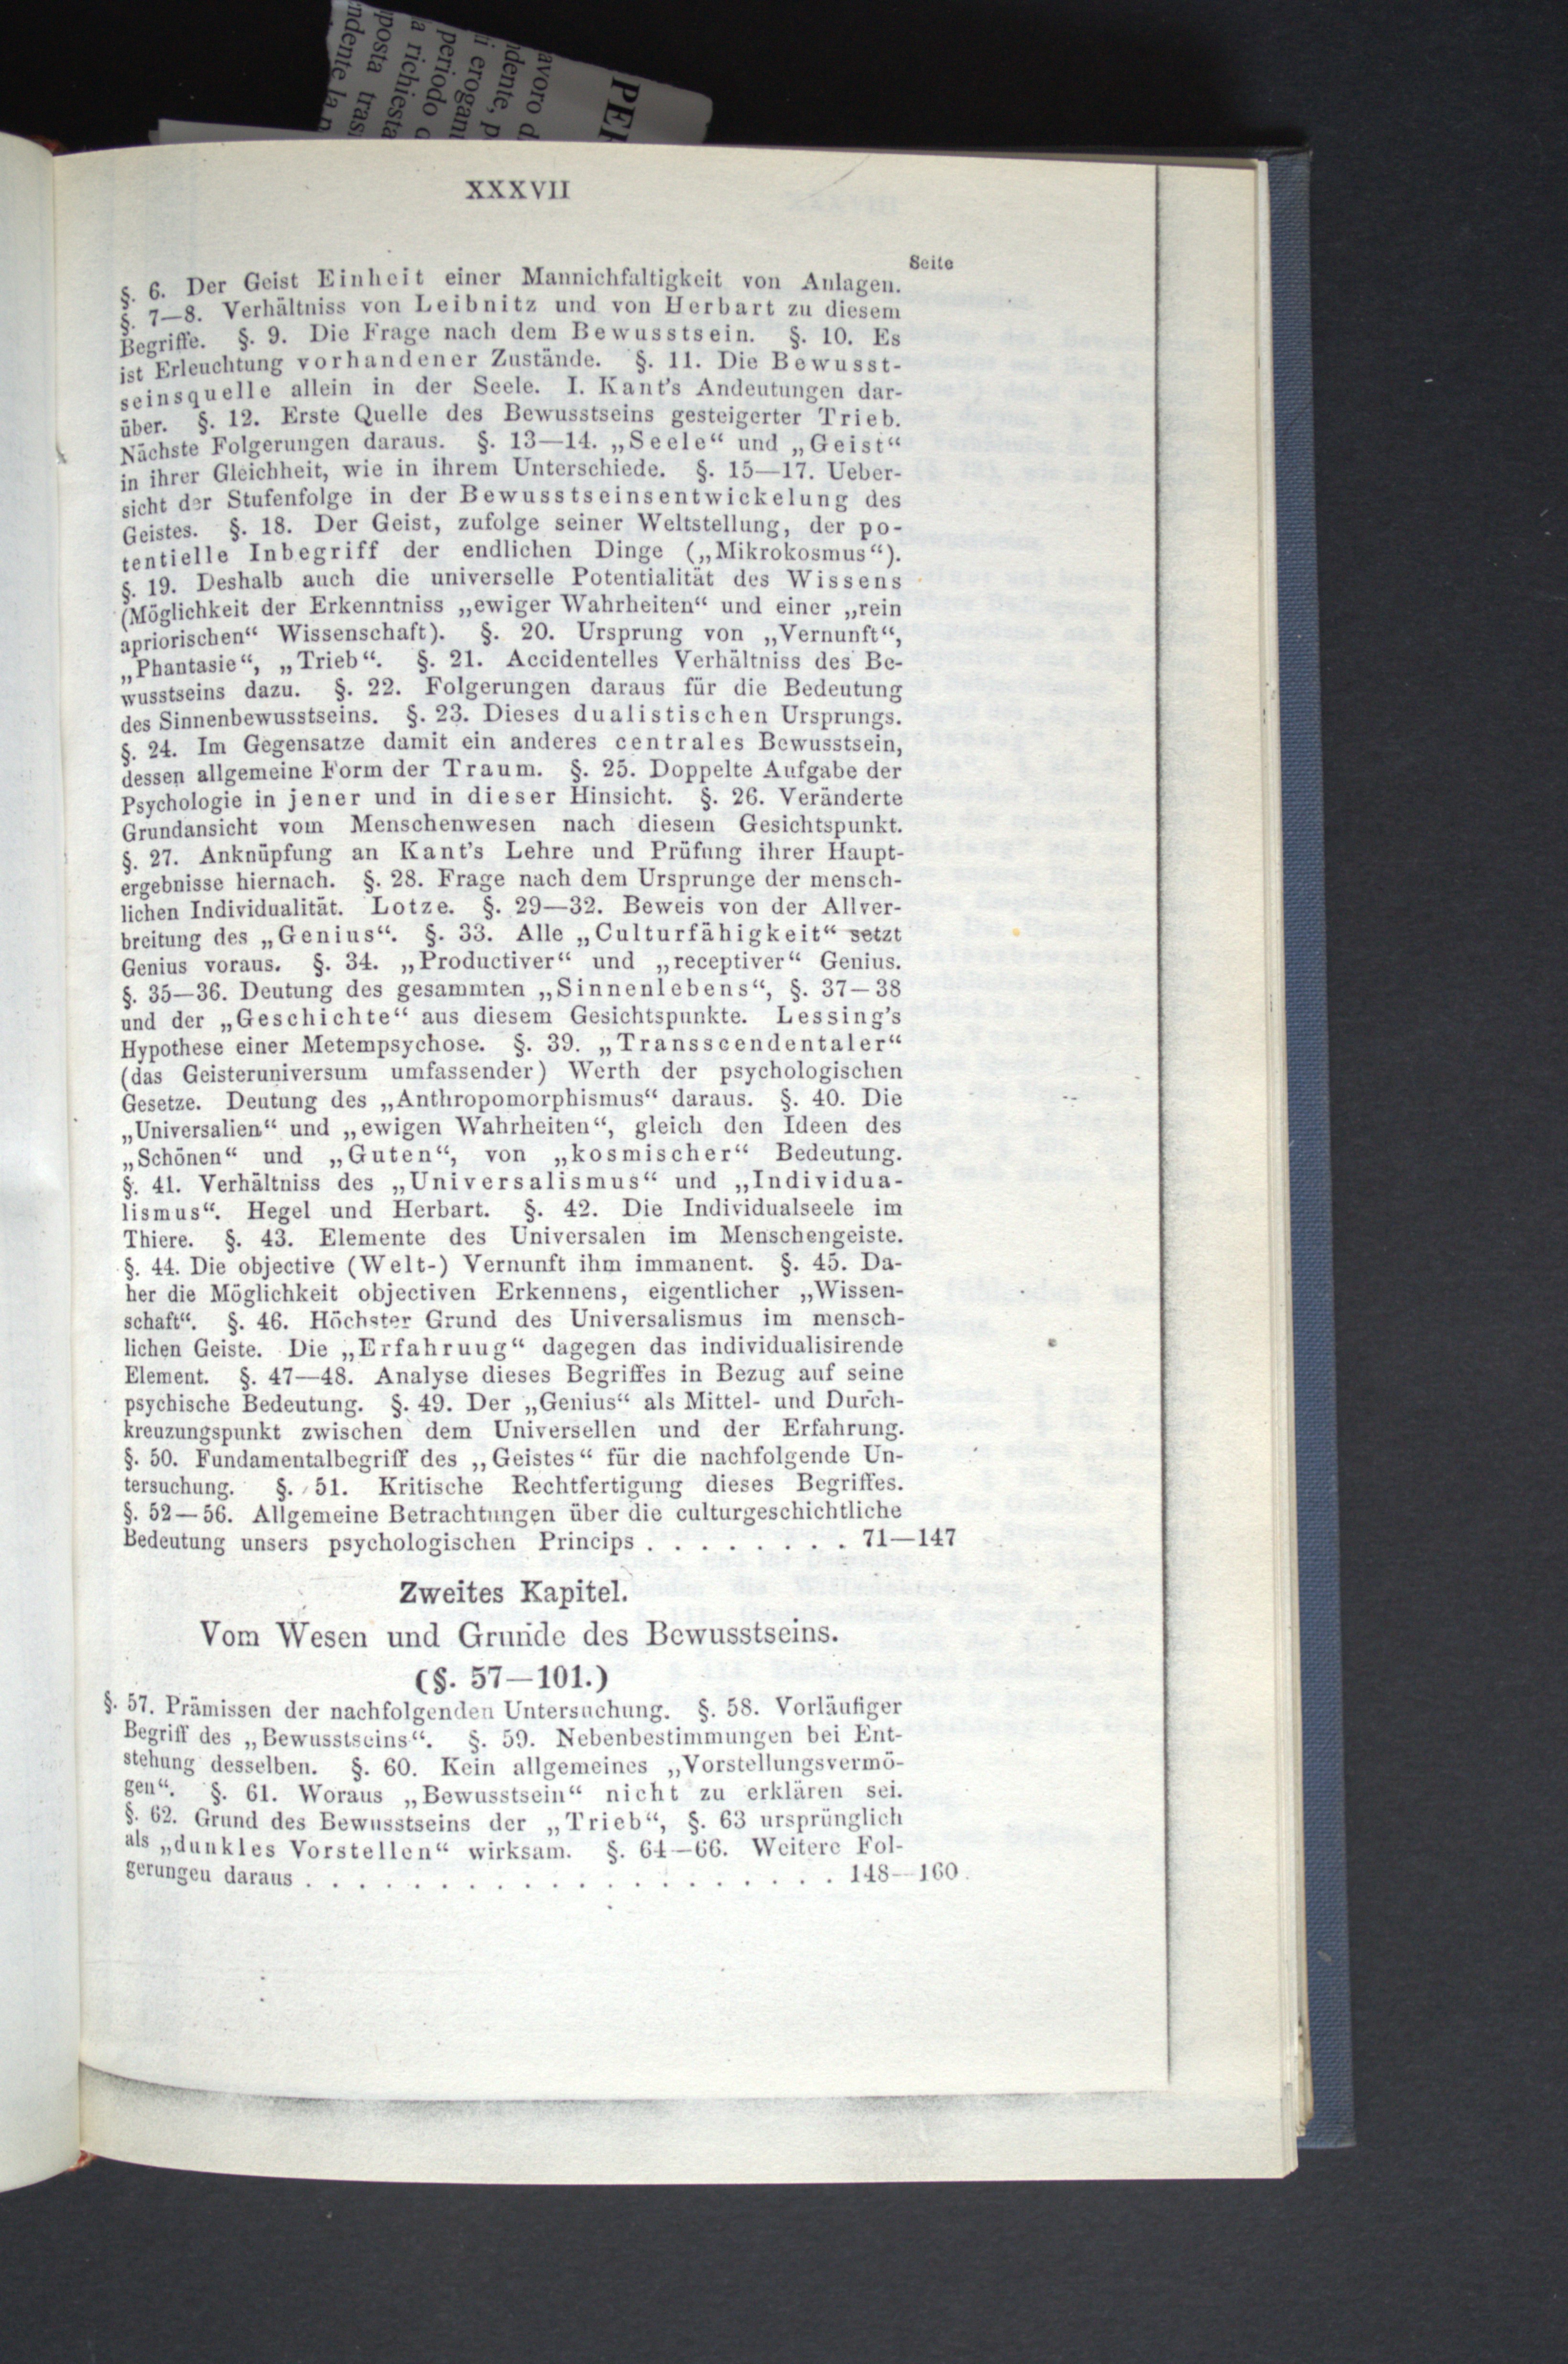 PER
avoro d
ndente, p
i erogant
periodo c
a richiesta
posta tras
ndente la p
XXXVII
Seite
§. 6. Der Geist Einheit einer Mannichfaltigkeit von Anlagen.
§. 7—8. Verhältniss von Leibnitz und von Herbart zu diesem
Begriffe. §. 9. Die Frage nach dem Bewusstsein. §. 10. Es
ist Erleuchtung vorhandener Zustände. §. 11. Die Bewusst-
seinsquelle allein in der Seele. I. Kant's Andeutungen dar-
über. §. 12. Erste Quelle des Bewusstseins gesteigerter Trieb.
Nächste Folgerungen daraus. §. 13—14. „Seele“ und „Geist“
in ihrer Gleichheit, wie in ihrem Unterschiede. §. 15—17. Ueber-
sicht der Stufenfolge in der Bewusstseinsentwickelung des
Geistes. §. 18. Der Geist, zufolge seiner Weltstellung, der po-
tentielle Inbegriff der endlichen Dinge („Mikrokosmus“).
§. 19. Deshalb auch die universelle Potentialität des Wissens
(Möglichkeit der Erkenntniss „ewiger Wahrheiten“ und einer „rein
apriorischen“ Wissenschaft). §. 20. Ursprung von „Vernunft“,
„Phantasie“, „Trieb“. §. 21. Accidentelles Verhältniss des Be-
wusstseins dazu. §. 22. Folgerungen daraus für die Bedeutung
des Sinnenbewusstseins. §. 23. Dieses dualistischen Ursprungs.
§. 24. Im Gegensatze damit ein anderes centrales Bewusstsein,
dessen allgemeine Form der Traum. §. 25. Doppelte Aufgabe der
Psychologie in jener und in dieser Hinsicht. §. 26. Veränderte
Grundansicht vom Menschenwesen nach diesem Gesichtspunkt.
§. 27. Anknüpfung an Kant's Lehre und Prüfung ihrer Haupt-
ergebnisse hiernach. §. 28. Frage nach dem Ursprunge der mensch-
lichen Individualität. Lotze. §. 29—32. Beweis von der Allver-
breitung des „Genius“. §. 33. Alle „Culturfähigkeit“ setzt
Genius voraus. §. 34. „Productiver“ und „receptiver“ Genius.
§. 35—36. Deutung des gesammten „Sinnenlebens“, §. 37—38
und der „Geschichte“ aus diesem Gesichtspunkte. Lessing's
Hypothese einer Metempsychose. §. 39. „Transscendentaler“
(das Geisteruniversum umfassender) Werth der psychologischen
Gesetze. Deutung des „Anthropomorphismus“ daraus. §. 40. Die
„Universalien“ und „ewigen Wahrheiten“, gleich den Ideen des
„Schönen“ und „Guten“, von „kosmischer“ Bedeutung.
§. 41. Verhältniss des „Universalismus“ und „Individua-
lismus“. Hegel und Herbart. §. 42. Die Individualseele im
Thiere. §. 43. Elemente des Universalen im Menschengeiste.
§. 44. Die objective (Welt-) Vernunft ihm immanent. §. 45. Da-
her die Möglichkeit objectiven Erkennens, eigentlicher „Wissen-
schaft“. §. 46. Höchster Grund des Universalismus im mensch-
lichen Geiste. Die „Erfahruug“ dagegen das individualisirende
Element. §. 47—48. Analyse dieses Begriffes in Bezug auf seine
psychische Bedeutung. §. 49. Der „Genius“ als Mittel- und Durch-
kreuzungspunkt zwischen dem Universellen und der Erfahrung.
§. 50. Fundamentalbegriff des „Geistes“ für die nachfolgende Un-
tersuchung. §. 51. Kritische Rechtfertigung dieses Begriffes.
§. 52—56. Allgemeine Betrachtungen über die culturgeschichtliche
Bedeutung unsers psychologischen Princips . . . . . . . . 71—147
Zweites Kapitel.
Vom Wesen und Grunde des Bewusstseins.
(§. 57—101.)
§. 57. Prämissen der nachfolgenden Untersuchung. §. 58. Vorläufiger
Begriff des „Bewusstseins“. §. 59. Nebenbestimmungen bei Ent-
stehung desselben. §. 60. Kein allgemeines „Vorstellungsvermö-
gen“. §. 61. Woraus „Bewusstsein“ nicht zu erklären sei.
§. 62. Grund des Bewusstseins der „Trieb“, §. 63 ursprünglich
als „dunkles Vorstellen“ wirksam. §. 64—66. Weitere Fol-
gerungeu daraus . . . . . . . . . . . . . . . . . . . . 148—160